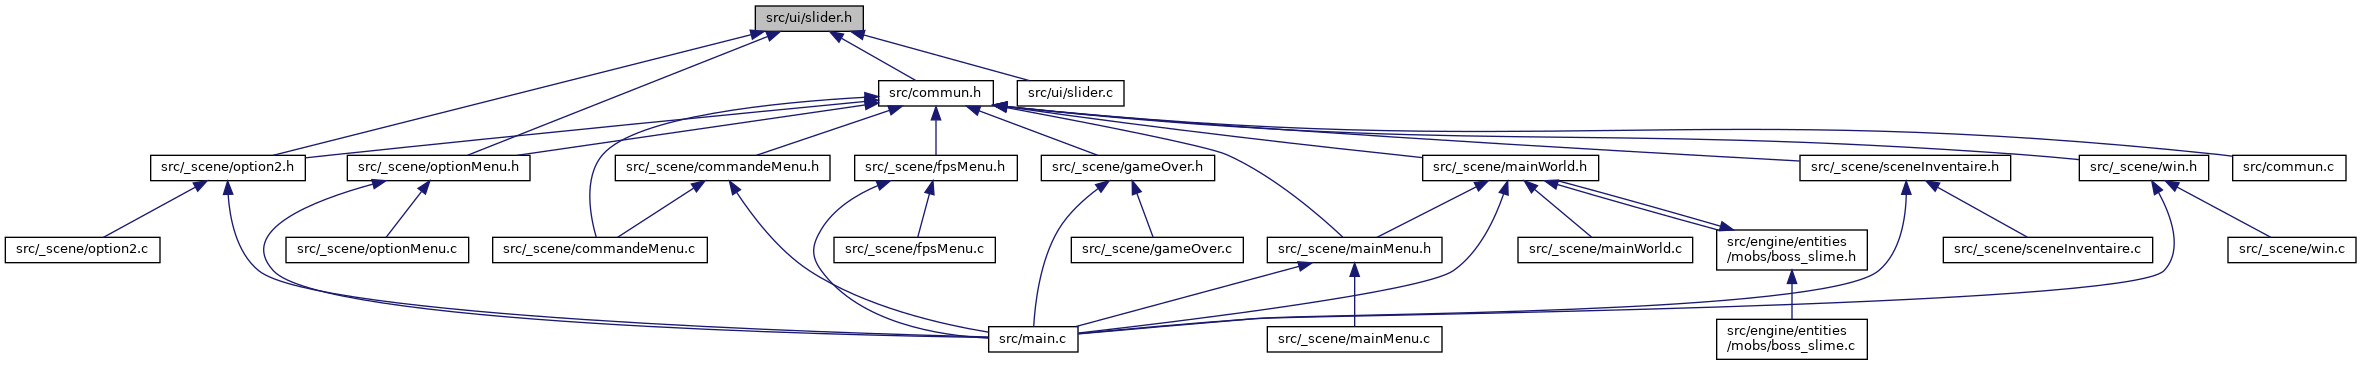 src/ui/slider.h
src/commun.h
src/ui/slider.c
src/_scene/option2.h
src/_scene/optionMenu.h
src/_scene/commandeMenu.h
src/_scene/fpsMenu.h
src/_scene/gameOver.h
src/_scene/mainWorld.h
src/_scene/sceneInventaire.h
src/_scene/win.h
src/commun.c
src/_scene/option2.c
src/_scene/optionMenu.c
src/_scene/commandeMenu.c
src/_scene/fpsMenu.c
src/_scene/gameOver.c
src/_scene/mainMenu.h
src/_scene/mainWorld.c
src/engine/entities
/mobs/boss_slime.h
src/_scene/sceneInventaire.c
src/_scene/win.c
src/main.c
src/_scene/mainMenu.c
src/engine/entities
/mobs/boss_slime.c